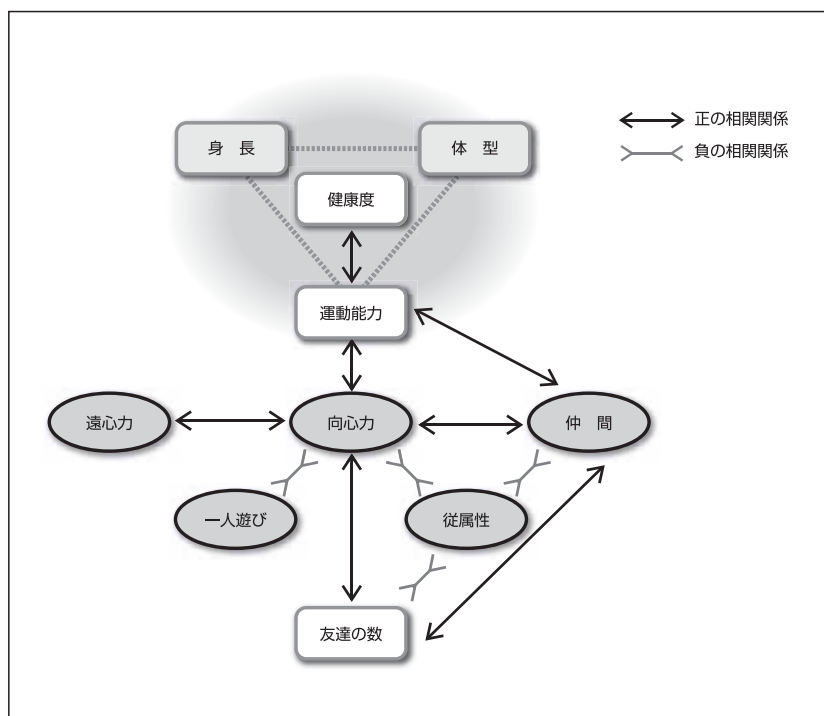 身 長
体 型
正の相関関係
負の相関関係
健康度
運動能力
遠心力
向心力
仲 間
一人遊び
従属性
友達の数